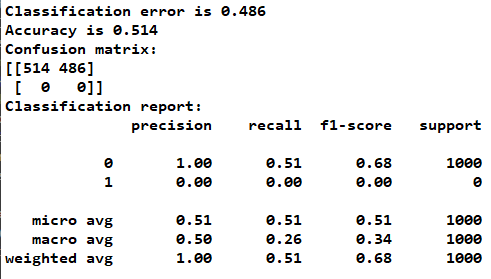 Classification error is 0.486
Accuracy is 0.514
Confusion matrix:
[[514 486]
 [  0   0]]
Classification report:
              precision    recall  f1-score   support

           0       1.00      0.51      0.68      1000
           1       0.00      0.00      0.00         0

   micro avg       0.51      0.51      0.51      1000
   macro avg       0.50      0.26      0.34      1000
weighted avg       1.00      0.51      0.68      1000